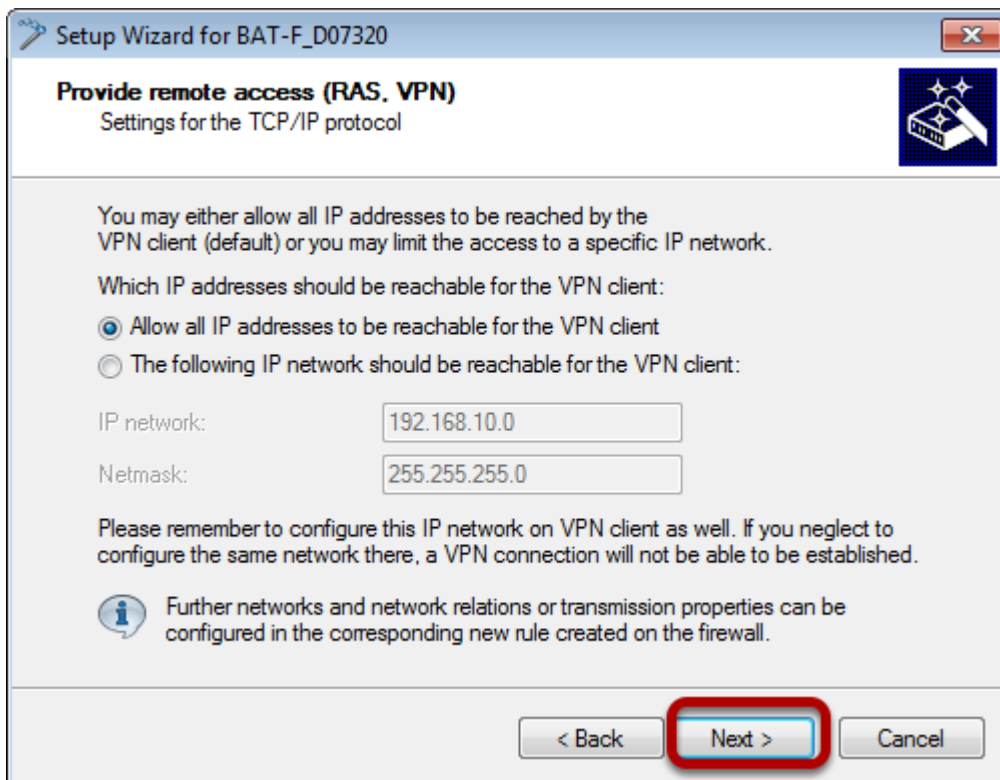 Setup Wizard for BAT-F_D07320
Provide remote access (RAS, VPN)
Settings for the TCP/IP protocol
You may either allow all IP addresses to be reached by the
VPN client (default) or you may limit the access to a specific IP network.
Which IP addresses should be reachable for the VPN client:
Allow all IP addresses to be reachable for the VPN client
The following IP network should be reachable for the VPN client:
IP network: 192.168.10.0
Netmask: 255.255.255.0
Please remember to configure this IP network on VPN client as well. If you neglect to
configure the same network there, a VPN connection will not be able to be established.
Further networks and network relations or transmission properties can be
configured in the corresponding new rule created on the firewall.
< Back Next > Cancel